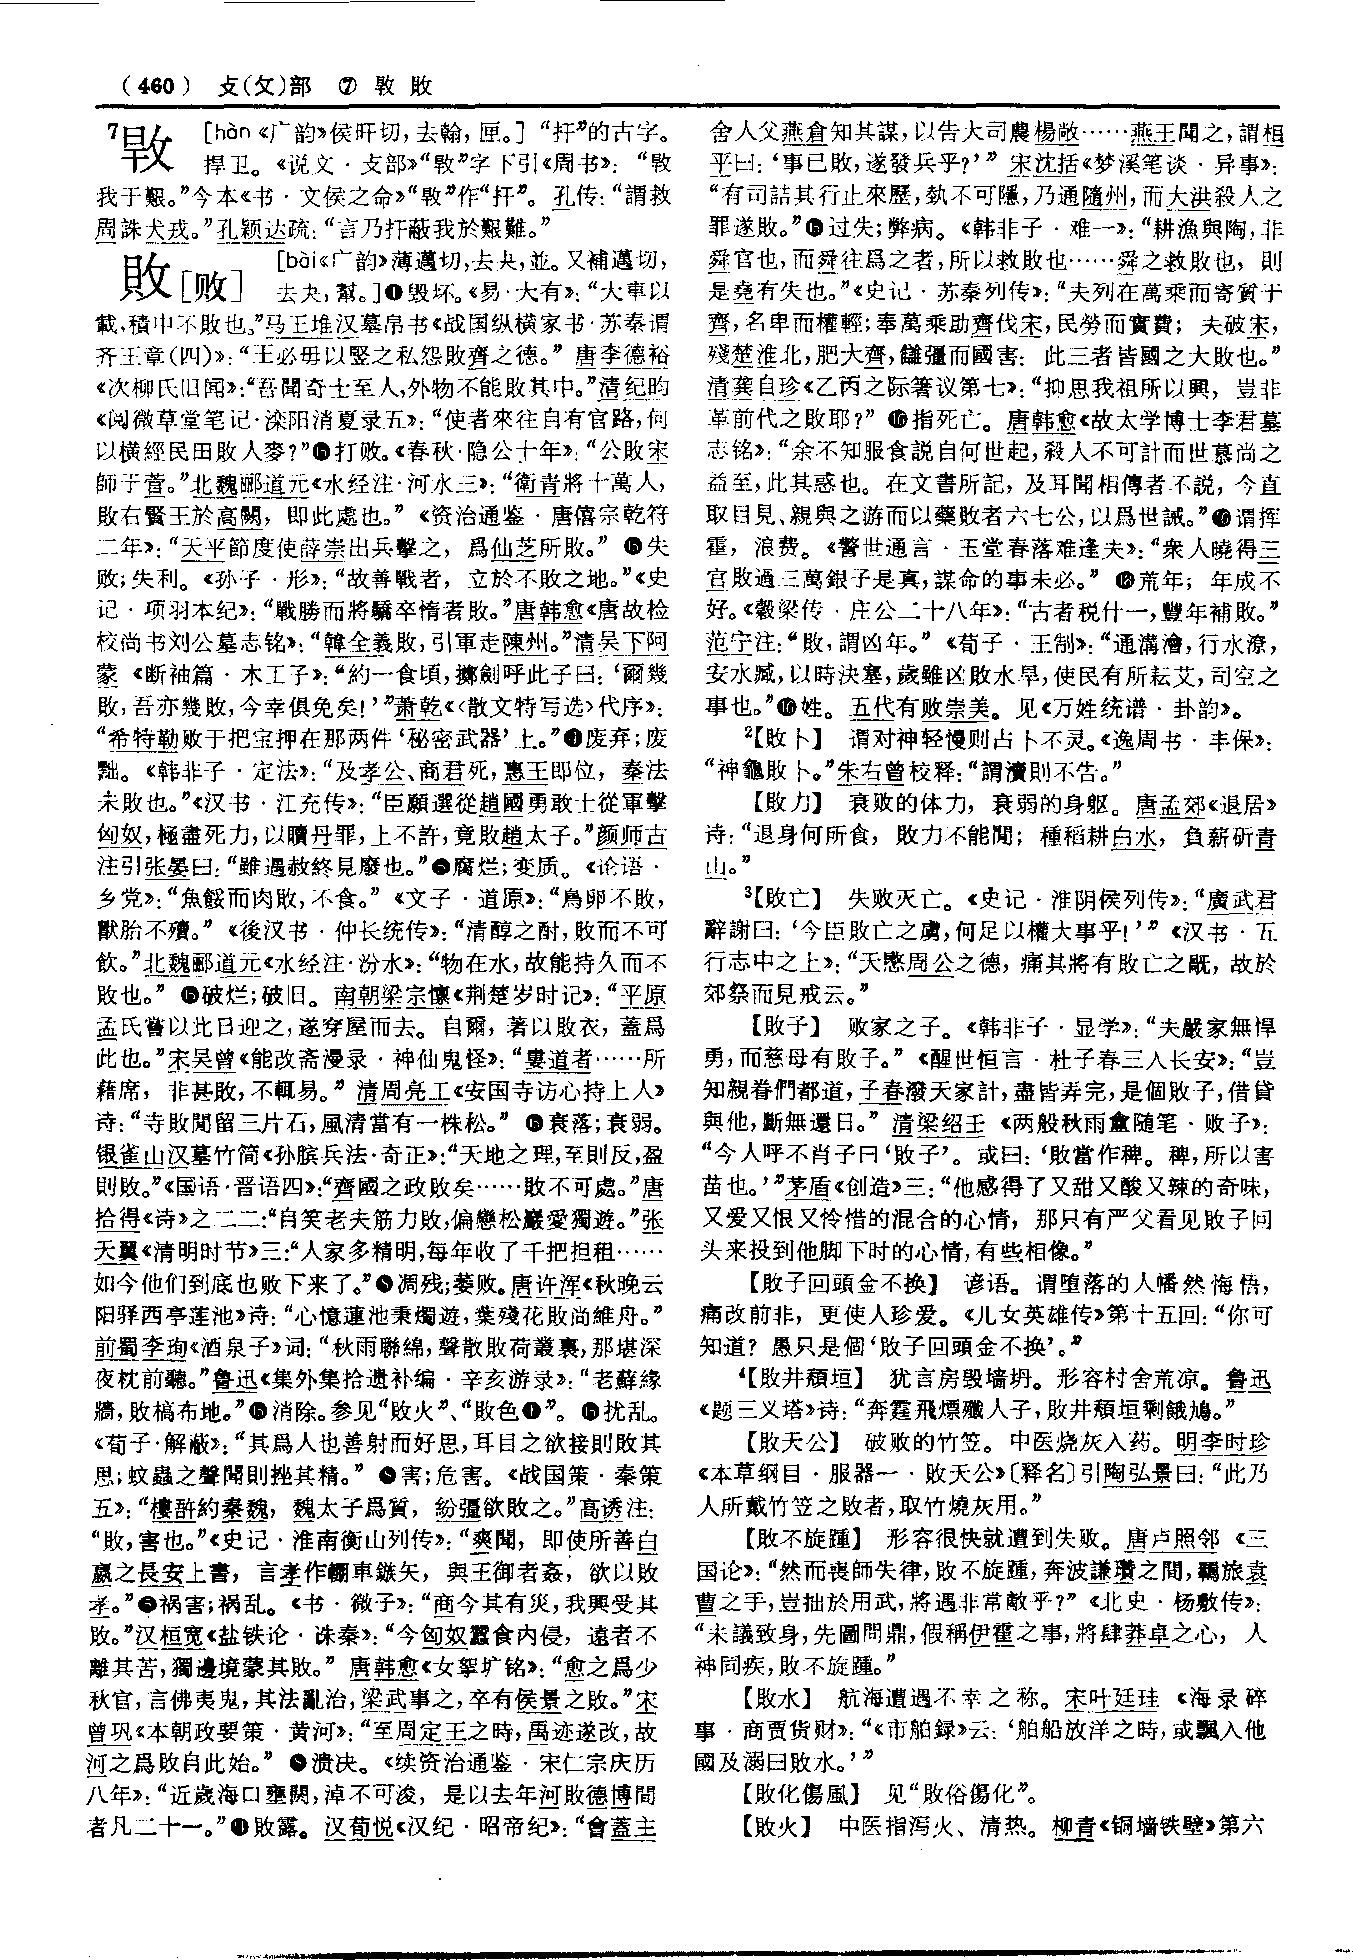 （460） 攴(攵)部 ⑦ 敤 敗
[hàn《广韵》侯旰切，去翰，匣。] “扞”的古字。
捍卫。《说文·攴部》“敤”字下引《周书》：“敤
我于艱。”今本《书·文侯之命》“敤”作“扞”。孔传：“謂救
周誅犬戎。”孔颖达疏：“言乃扞蔽我於艱難。”
敗[败] [bài《广韵》薄邁切，去夬，並。又補邁切，
去夬，幫。]❶毁坏。《易·大有》：“大車以
載，積中不敗也。”马王堆汉墓帛书《战国纵横家书·苏秦谓
齐王章(四)》：“王必毋以竪之私怨敗齊之德。” 唐李德裕
《次柳氏旧闻》：“吾聞奇士至人，外物不能敗其中。”清纪昀
《阅微草堂笔记·滦阳消夏录五》：“使者來往自有官路，何
以横經民田敗人麥？”打败。《春秋·隐公十年》：“公敗宋
師于菅。”北魏郦道元《水经注·河水三》：“衛青將十萬人，
敗右賢王於高闕，即此處也。”《资治通鉴·唐僖宗乾符
二年》：“天平節度使薛崇出兵擊之，爲仙芝所敗。” 失
败；失利。《孙子·形》：“故善戰者，立於不敗之地。”《史
记·项羽本纪》：“戰勝而將驕卒惰者敗。”唐韩愈《唐故检
校尚书刘公墓志铭》：“韓全義敗，引軍走陳州。”清吴下阿
蒙《断袖篇·木工子》：“約一食頃，擲劍呼此子曰：‘爾幾
敗，吾亦幾敗，今幸俱免矣！’”萧乾《〈散文特写选〉代序》：
“希特勒败于把宝押在那两件‘秘密武器’上。”废弃；废
黜。《韩非子·定法》：“及孝公、商君死，惠王即位，秦法
未敗也。”《汉书·江充传》：“臣願選從趙國勇敢士從軍擊
匈奴，極盡死力，以贖丹罪，上不許，竟敗趙太子。”颜师古
注引张晏曰：“雖遇赦終見廢也。”腐烂；变质。《论语·
乡党》：“魚餒而肉敗，不食。”《文子·道原》：“鳥卵不敗，
獸胎不殰。”《後汉书·仲长统传》：“清醇之酎，敗而不可
飲。”北魏郦道元《水经注·汾水》：“物在水，故能持久而不
敗也。” 破烂；破旧。南朝梁宗懔《荆楚岁时记》：“平原
孟氏嘗以此日迎之，遂穿屋而去。自爾，著以敗衣，蓋爲
此也。”宋吴曾《能改斋漫录·神仙鬼怪》：“婁道者……所
藉席，非甚敗，不輒易。” 清周亮工《安国寺访心持上人》
诗：“寺敗閒留三片石，風清當有一株松。” 衰落；衰弱。
银雀山汉墓竹简《孙膑兵法·奇正》：“天地之理，至則反，盈
則敗。”《国语·晋语四》：“齊國之政敗矣……敗不可處。”唐
拾得《诗》之二二：“自笑老夫筋力敗，偏戀松巖愛獨遊。”张
天翼《清明时节》三：“人家多精明，每年收了千把担租……
如今他们到底也败下来了。”凋残；萎败。唐许浑《秋晚云
阳驿西亭莲池》诗：“心憶蓮池秉燭遊，葉殘花敗尚維舟。”
前蜀李珣《酒泉子》词：“秋雨聯綿，聲散敗荷叢裏，那堪深
夜枕前聽。”鲁迅《集外集拾遗补编·辛亥游录》：“老蘚緣
牆，敗槁布地。”消除。参见“敗火”、“敗色❶”。 扰乱。
《荀子·解蔽》：“其爲人也善射而好思，耳目之欲接則敗其
思；蚊蟲之聲聞則挫其精。” 害；危害。《战国策·秦策
五》：“樓䛴約秦魏，魏太子爲質，紛彊欲敗之。”高诱注：
“敗，害也。”《史记·淮南衡山列传》：“爽聞，即使所善白
嬴之長安上書，言孝作輣車鏃矢，與王御者姦，欲以敗
孝。”祸害；祸乱。《书·微子》：“商今其有災，我興受其
敗。”汉桓宽《盐铁论·诛秦》：“今匈奴蠶食内侵，遠者不
離其苦，獨邊境蒙其敗。” 唐韩愈《女挐圹铭》：“愈之爲少
秋官，言佛夷鬼，其法亂治，梁武事之，卒有侯景之敗。”宋
曾巩《本朝政要策·黄河》：“至周定王之時，禹迹遂改，故
河之爲敗自此始。” 溃决。《续资治通鉴·宋仁宗庆历
八年》：“近歲海口壅閼，淖不可浚，是以去年河敗德博間
者凡二十一。”敗露。汉荀悦《汉纪·昭帝纪》：“會蓋主
舍人父燕倉知其謀，以告大司農楊敞……燕王聞之，謂相
平曰：‘事已敗，遂發兵乎？’” 宋沈括《梦溪笔谈·异事》：
“有司詰其行止來歷，埶不可隱，乃通隨州，而大洪殺人之
罪遂敗。”过失；弊病。《韩非子·难一》：“耕漁與陶，非
舜官也，而舜往爲之者，所以救敗也……舜之救敗也，則
是堯有失也。”《史记·苏秦列传》：“夫列在萬乘而寄質于
齊，名卑而權輕；奉萬乘助齊伐宋，民勞而實費；夫破宋，
殘楚淮北，肥大齊，讎彊而國害：此三者皆國之大敗也。”
清龚自珍《乙丙之际箸议第七》：“抑思我祖所以興，豈非
革前代之敗耶？” 指死亡。唐韩愈《故太学博士李君墓
志铭》：“余不知服食説自何世起，殺人不可計而世慕尚之
益至，此其惑也。在文書所記，及耳聞相傳者不説，今直
取目見、親與之游而以藥敗者六七公，以爲世誡。”谓挥
霍，浪费。《警世通言·玉堂春落难逢夫》：“衆人曉得三
官敗過三萬銀子是真，謀命的事未必。” 荒年；年成不
好。《穀梁传·庄公二十八年》：“古者税什一，豐年補敗。”
范宁注：“敗，謂凶年。”《荀子·王制》：“通溝澮，行水潦，
安水臧，以時決塞，歲雖凶敗水旱，使民有所耘艾，司空之
事也。”姓。五代有敗崇美。见《万姓统谱·卦韵》。
2【敗卜】 谓对神轻慢则占卜不灵。《逸周书·丰保》：
“神龜敗卜。”朱右曾校释：“謂瀆則不告。”
【敗力】 衰败的体力，衰弱的身躯。唐孟郊《退居》
诗：“退身何所食，敗力不能閒；種稻耕白水，負薪斫青
山。”
3【敗亡】 失败灭亡。《史记·淮阴侯列传》：“廣武君
辭謝曰：‘今臣敗亡之虜，何足以權大事乎！’”《汉书·五
行志中之上》：“天愍周公之德，痛其將有敗亡之旤，故於
郊祭而見戒云。”
【敗子】 败家之子。《韩非子·显学》：“夫嚴家無悍
勇，而慈母有敗子。”《醒世恒言·杜子春三入长安》：“豈
知親眷們都道，子春潑天家計，盡皆弄完，是個敗子，借貸
與他，斷無還日。” 清梁绍壬《两般秋雨盦随笔·败子》：
“今人呼不肖子曰‘敗子’。或曰：‘敗當作稗。稗，所以害
苗也。’”茅盾《创造》三：“他感得了又甜又酸又辣的奇味，
又爱又恨又怜惜的混合的心情，那只有严父看见败子回
头来投到他脚下时的心情，有些相像。”
【敗子回頭金不换】 谚语。谓堕落的人幡然悔悟，
痛改前非，更使人珍爱。《儿女英雄传》第十五回：“你可
知道？愚只是個‘敗子回頭金不换’。”
4【敗井頽垣】 犹言房毁墙坍。形容村舍荒凉。鲁迅
《题三义塔》诗：“奔霆飛熛殲人子，敗井頽垣剩餓鳩。”
【敗天公】 破败的竹笠。中医烧灰入药。明李时珍
《本草纲目·服器一·败天公》〔释名〕引陶弘景曰：“此乃
人所戴竹笠之敗者，取竹燒灰用。”
【敗不旋踵】 形容很快就遭到失败。唐卢照邻《三
国论》：“然而喪師失律，敗不旋踵，奔波謙瓚之間，羈旅袁
曹之手，豈拙於用武，將遇非常敵乎？”《北史·杨敷传》：
“未議致身，先圖問鼎，假稱伊霍之事，將肆莽卓之心，人
神同疾，敗不旋踵。”
【敗水】 航海遭遇不幸之称。宋叶廷珪《海录碎
事·商贾货财》：“《市舶録》云：‘舶船放洋之時，或飄入他
國及溺曰敗水。’”
【敗化傷風】 见“敗俗傷化”。
【敗火】 中医指泻火、清热。柳青《铜墙铁壁》第六